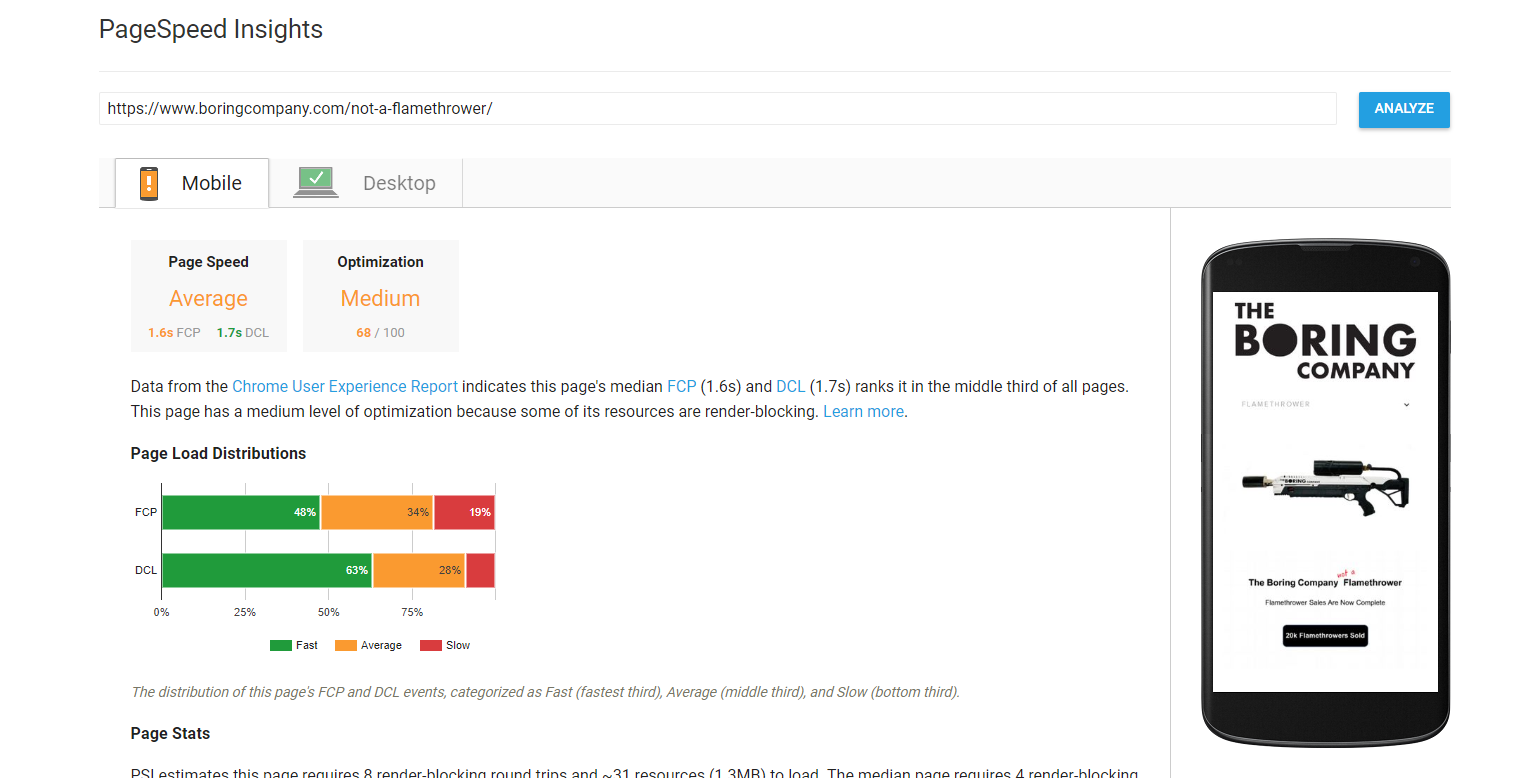 PageSpeed Insights
https://www.boringcompany.com/not-a-flamethrower/
ANALYZE
Mobile
Desktop
Page Speed
Average
1.6s FCP 1.7s DCL
Optimization
Medium
68 / 100
Data from the Chrome User Experience Report indicates this page's median FCP (1.6s) and DCL (1.7s) ranks it in the middle third of all pages.
This page has a medium level of optimization because some of its resources are render-blocking. Learn more.
Page Load Distributions
FCP 48% 34% 19%
DCL 63% 28%
0% 25% 50% 75%
Fast Average Slow
The distribution of this page's FCP and DCL events, categorized as Fast (fastest third), Average (middle third), and Slow (bottom third).
Page Stats
PSI estimates this page requires 8 render-blocking round trips and ~31 resources (1.3MB) to load. The median page requires 4 render-blocking
THE
BORING
COMPANY
FLAMETHROWER
THE BORING COMPANY
not a
The Boring Company Flamethrower
Flamethrower Sales Are Now Complete
20k Flamethrowers Sold